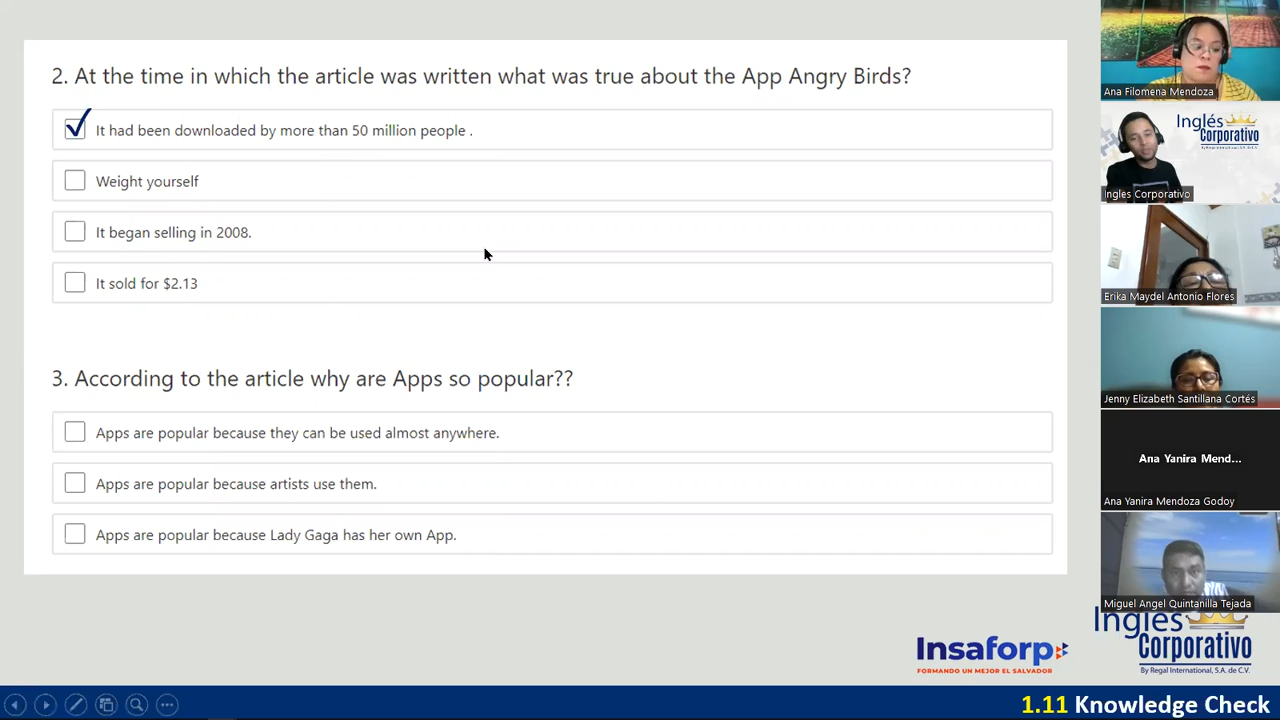 2. At the time in which the article was written what was true about the App Angry Birds?
It had been downloaded by more than 50 million people .
Weight yourself
It began selling in 2008.
It sold for $2.13
3. According to the article why are Apps so popular??
Apps are popular because they can be used almost anywhere.
Apps are popular because artists use them.
Apps are popular because Lady Gaga has her own App.
Insaforp
FORMANDO UN MEJOR EL SALVADOR
Inglés
Corporativo
By Regal International, S.A. de C.V.
1.11 Knowledge Check
Ana Filomena Mendoza
Inglés
Corporativo
By Regal International, S.A. de C.V.
Ingles Corporativo
Erika Maydel Antonio Flores
Jenny Elizabeth Santillana Cortés
Ana Yanira Mend...
Ana Yanira Mendoza Godoy
Miguel Angel Quintanilla Tejada